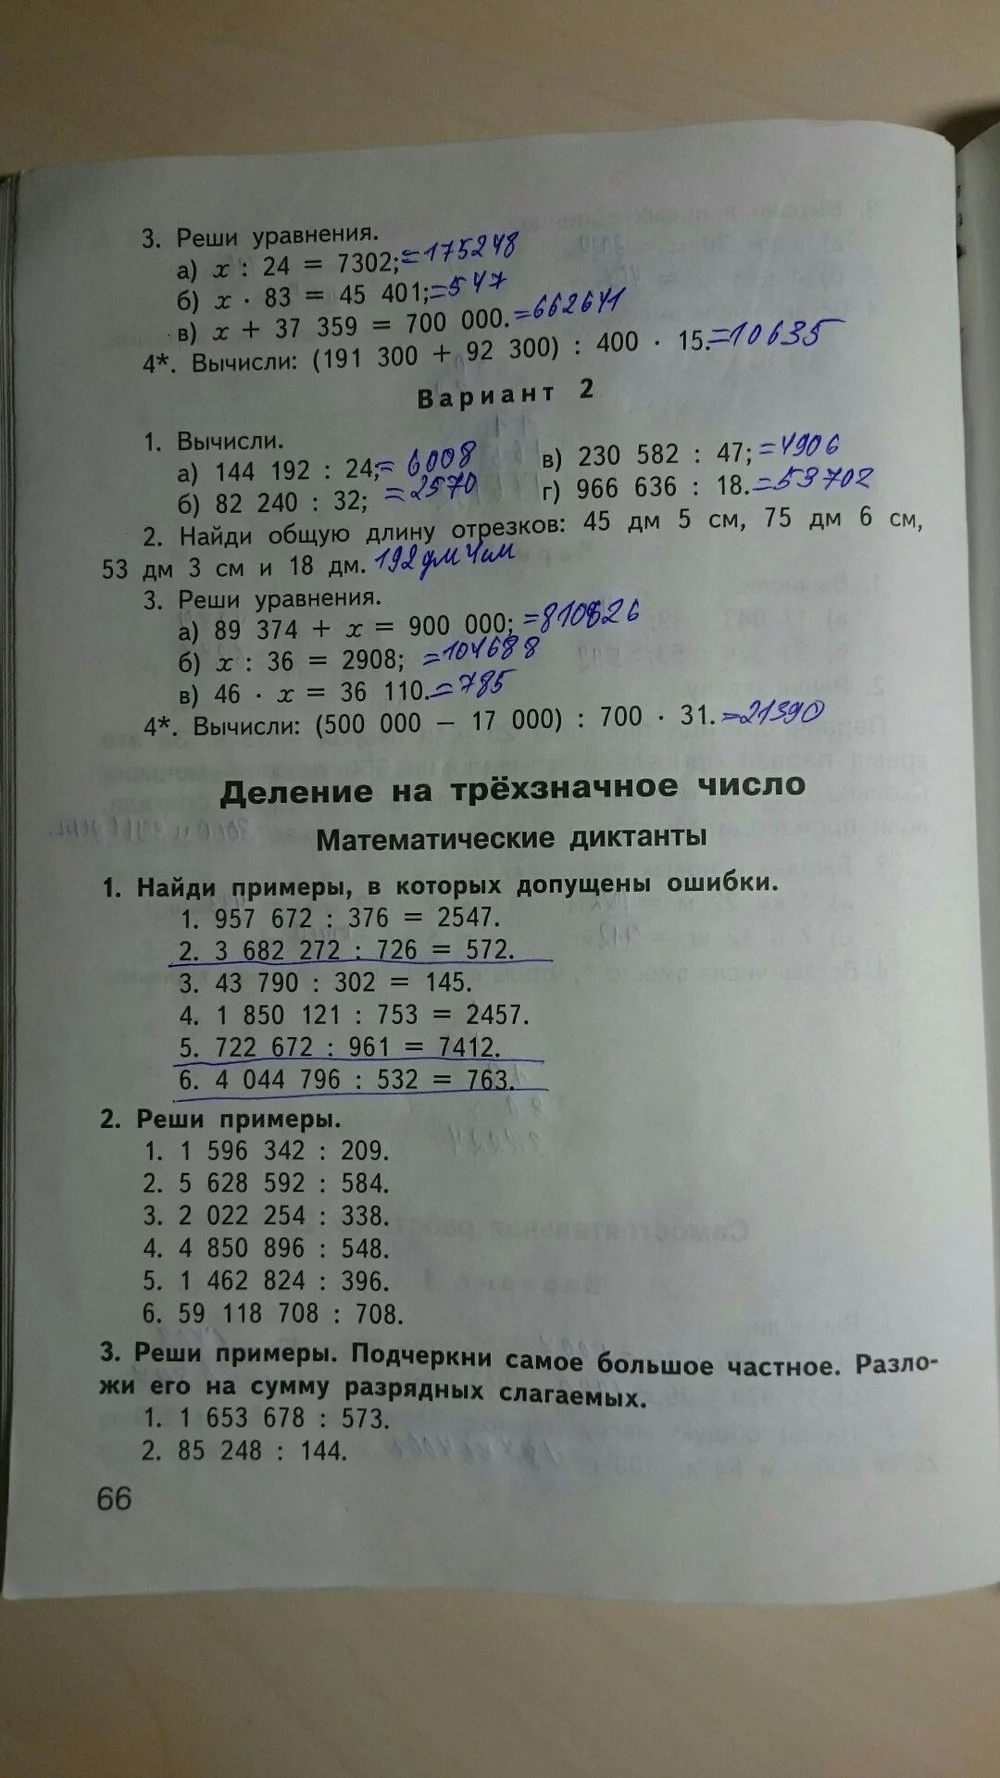 3. Реши уравнения.
а) x : 24 = 7302;=175248
б) x · 83 = 45 401;=547
в) x + 37 359 = 700 000.=662641
4*. Вычисли: (191 300 + 92 300) : 400 · 15.=10635
Вариант 2
1. Вычисли.
а) 144 192 : 24;=6008 в) 230 582 : 47;=4906
б) 82 240 : 32; =2570 г) 966 636 : 18.=53702
2. Найди общую длину отрезков: 45 дм 5 см, 75 дм 6 см,
53 дм 3 см и 18 дм. 192дм4см
3. Реши уравнения.
а) 89 374 + x = 900 000; =810626
б) x : 36 = 2908; =104688
в) 46 · x = 36 110.=785
4*. Вычисли: (500 000 − 17 000) : 700 · 31.=21390
Деление на трёхзначное число
Математические диктанты
1. Найди примеры, в которых допущены ошибки.
1. 957 672 : 376 = 2547.
2. 3 682 272 : 726 = 572.
3. 43 790 : 302 = 145.
4. 1 850 121 : 753 = 2457.
5. 722 672 : 961 = 7412.
6. 4 044 796 : 532 = 763.
2. Реши примеры.
1. 1 596 342 : 209.
2. 5 628 592 : 584.
3. 2 022 254 : 338.
4. 4 850 896 : 548.
5. 1 462 824 : 396.
6. 59 118 708 : 708.
3. Реши примеры. Подчеркни самое большое частное. Разло-
жи его на сумму разрядных слагаемых.
1. 1 653 678 : 573.
2. 85 248 : 144.
66